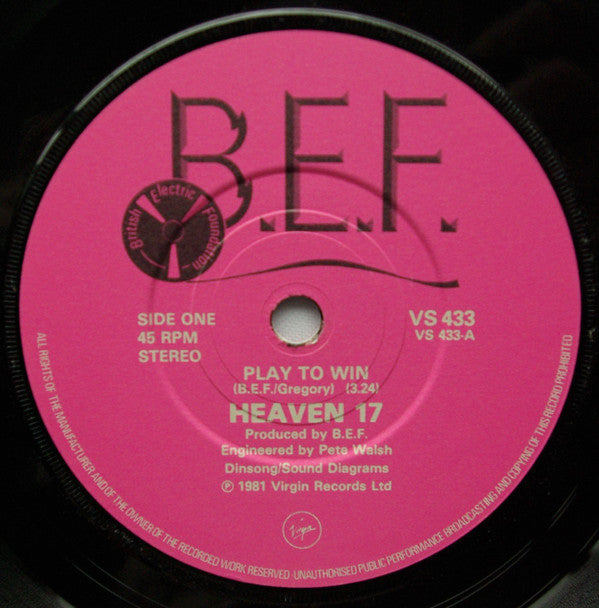 B.E.F.
British Electric Foundation
SIDE ONE
45 RPM
STEREO
VS 433
VS 433-A
PLAY TO WIN
(B.E.F./Gregory) (3.24)
HEAVEN 17
Produced by B.E.F.
Engineered by Pete Walsh
Dinsong/Sound Diagrams
℗ 1981 Virgin Records Ltd
Virgin
ALL RIGHTS OF THE MANUFACTURER AND OF THE OWNER OF THE RECORDED WORK RESERVED · UNAUTHORISED PUBLIC PERFORMANCE BROADCASTING AND COPYING OF THIS RECORD PROHIBITED